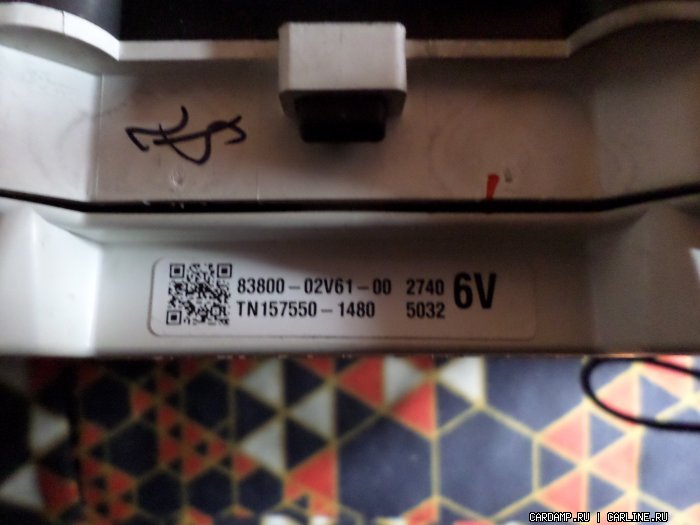 83800-02V61-00 2740 6V
TN157550-1480 5032
CARDAMP.RU | CARLINE.RU